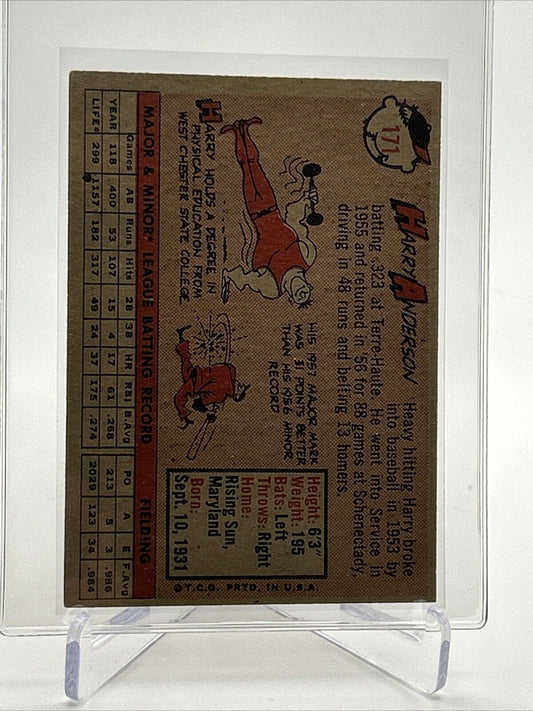 171
HARRY ANDERSON
Heavy hitting Harry broke
into baseball in 1953 by
batting .323 at Terre-Haute. He went into Service in
1955 and returned in '56 for 88 games at Schenectady,
driving in 48 runs and belting 13 homers.
HARRY HOLDS A DEGREE IN
PHYSICAL EDUCATION FROM
WEST CHESTER STATE COLLEGE.
HIS 1957 MAJOR MARK
WAS 31 POINTS BETTER
THAN HIS 1956 MINOR
RECORD
Height: 6'3"
Weight: 195
Bats: Left
Throws: Right
Home:
Rising Sun,
Maryland
Born:
Sept. 10, 1931
©T.C.G. PRTD. IN U.S.A.
MAJOR & MINOR LEAGUE BATTING RECORD FIELDING
Games AB Runs Hits 2B 3B HR RBI B.Avg PO A E F.Avg
YEAR 118 400 53 107 15 4 17 61 .268 213 5 3 .986
LIFE 299 1157 182 317 49 24 37 175 .274 2029 123 34 .984